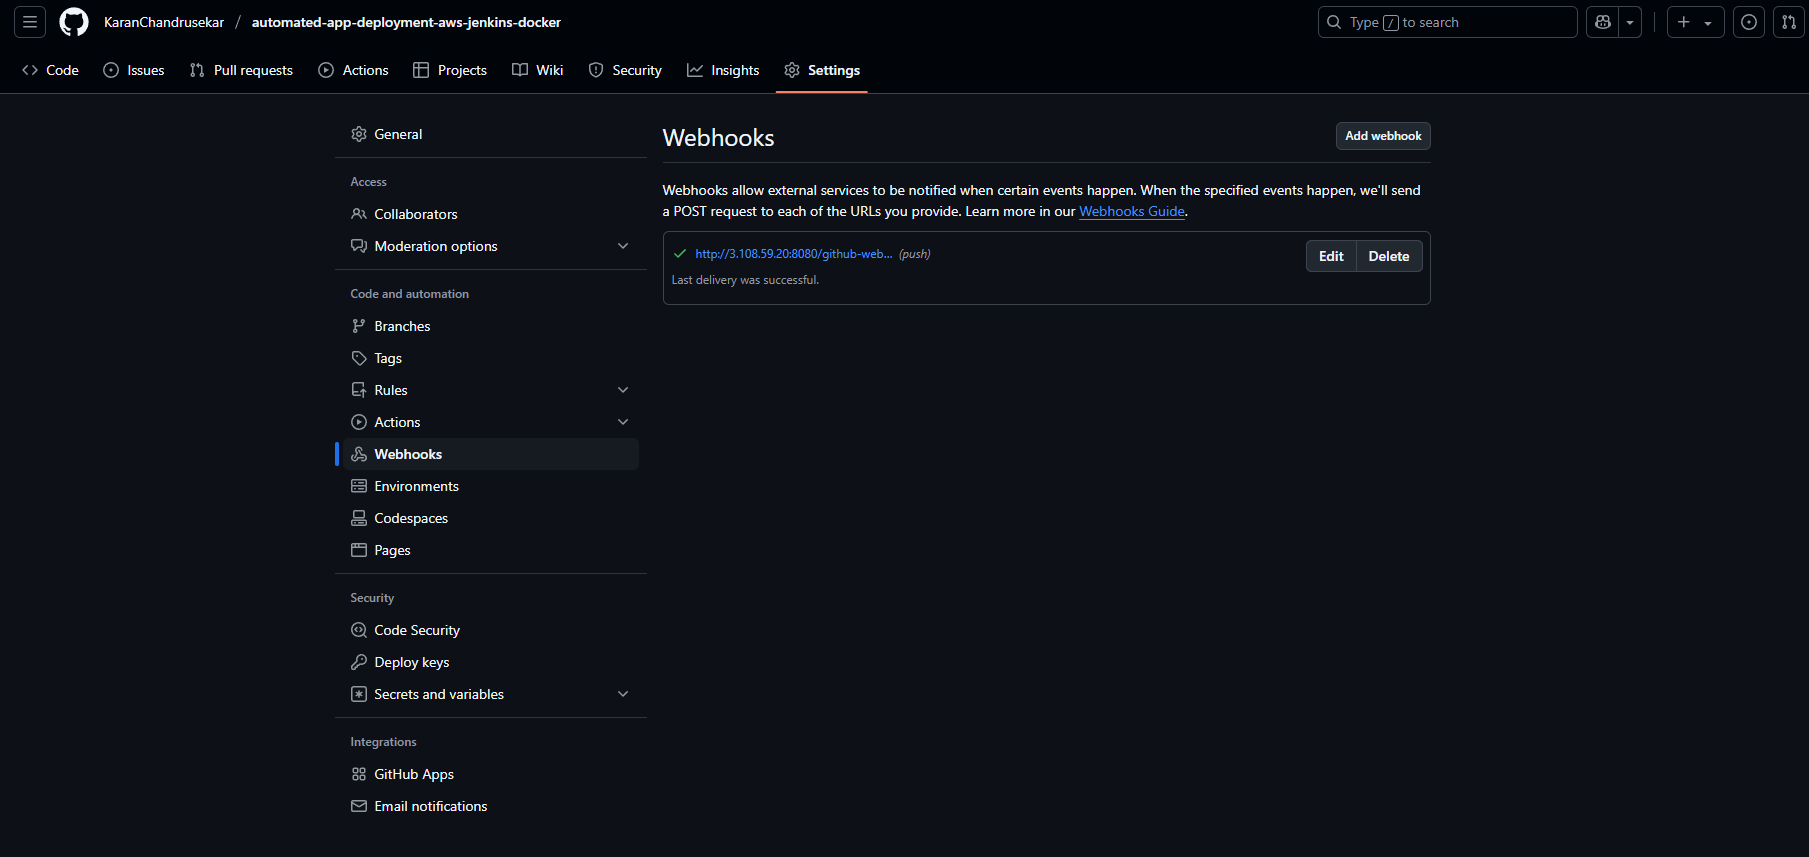 KaranChandrusekar / automated-app-deployment-aws-jenkins-docker
Type / to search
Code Issues Pull requests Actions Projects Wiki Security Insights Settings
General
Access
Collaborators
Moderation options
Code and automation
Branches
Tags
Rules
Actions
Webhooks
Environments
Codespaces
Pages
Security
Code Security
Deploy keys
Secrets and variables
Integrations
GitHub Apps
Email notifications
Webhooks
Add webhook
Webhooks allow external services to be notified when certain events happen. When the specified events happen, we'll send
a POST request to each of the URLs you provide. Learn more in our Webhooks Guide.
http://3.108.59.20:8080/github-web... (push)
Edit Delete
Last delivery was successful.